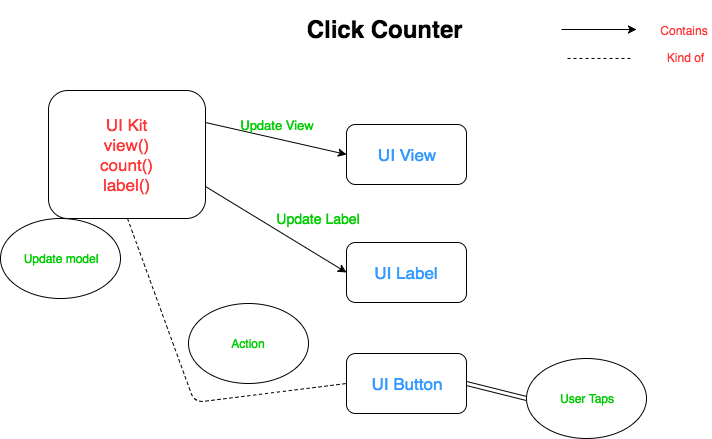 Click Counter
Contains
Kind of
UI Kit
view()
count()
label()
Update View
UI View
Update Label
UI Label
Update model
Action
UI Button
User Taps